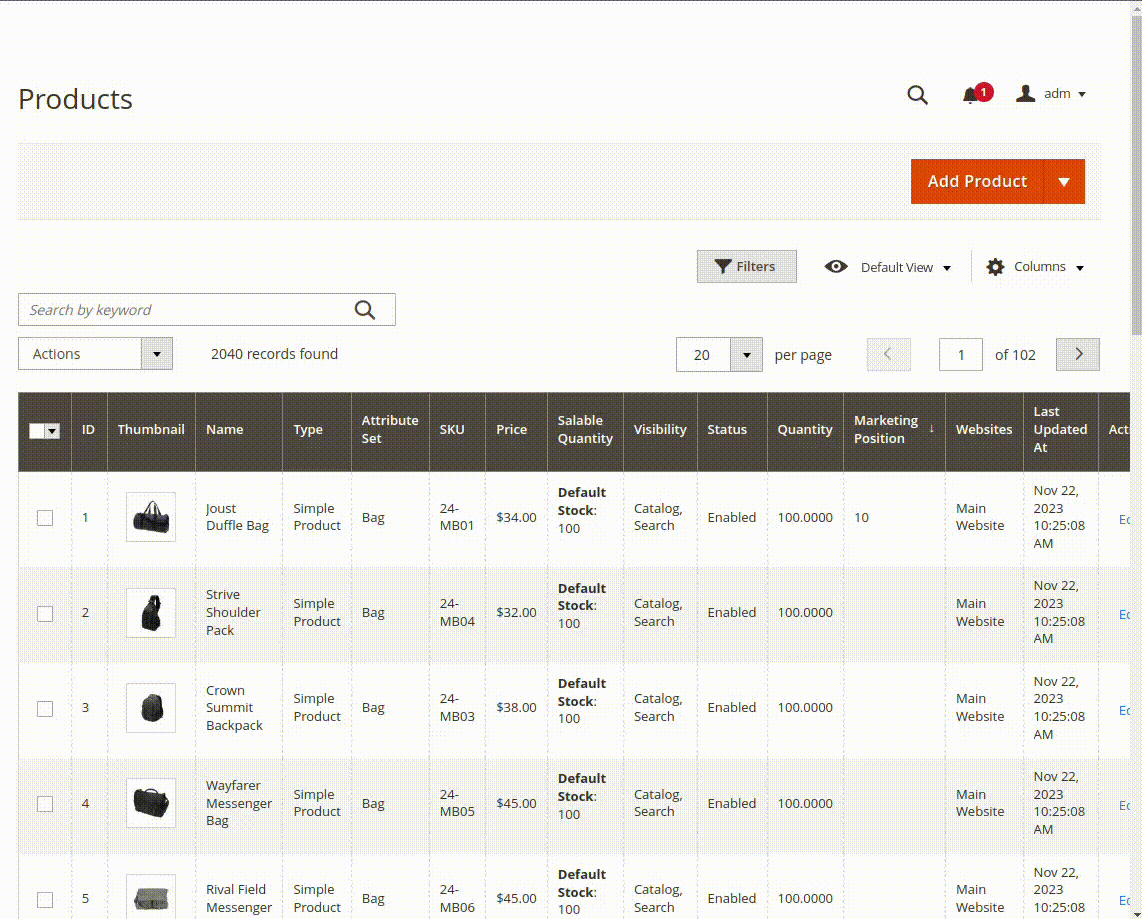 Products
1
adm
Add Product
Filters
Default View
Columns
Search by keyword
Actions
2040 records found
20
per page
1
of 102
ID
Thumbnail
Name
Type
Attribute
Set
SKU
Price
Salable
Quantity
Visibility
Status
Quantity
Marketing
Position
↓
Websites
Last
Updated
At
1
Joust
Duffle Bag
Simple
Product
Bag
24-
MB01
$34.00
Default
Stock:
100
Catalog,
Search
Enabled
100.0000
10
Main
Website
Nov 22,
2023
10:25:08
AM
2
Strive
Shoulder
Pack
Simple
Product
Bag
24-
MB04
$32.00
Default
Stock:
100
Catalog,
Search
Enabled
100.0000
Main
Website
Nov 22,
2023
10:25:08
AM
3
Crown
Summit
Backpack
Simple
Product
Bag
24-
MB03
$38.00
Default
Stock:
100
Catalog,
Search
Enabled
100.0000
Main
Website
Nov 22,
2023
10:25:08
AM
4
Wayfarer
Messenger
Bag
Simple
Product
Bag
24-
MB05
$45.00
Default
Stock:
100
Catalog,
Search
Enabled
100.0000
Main
Website
Nov 22,
2023
10:25:08
AM
5
Rival Field
Messenger
Simple
Product
Bag
24-
MB06
$45.00
Default
Stock:
100
Catalog,
Search
Enabled
100.0000
Main
Website
Nov 22,
2023
10:25:08